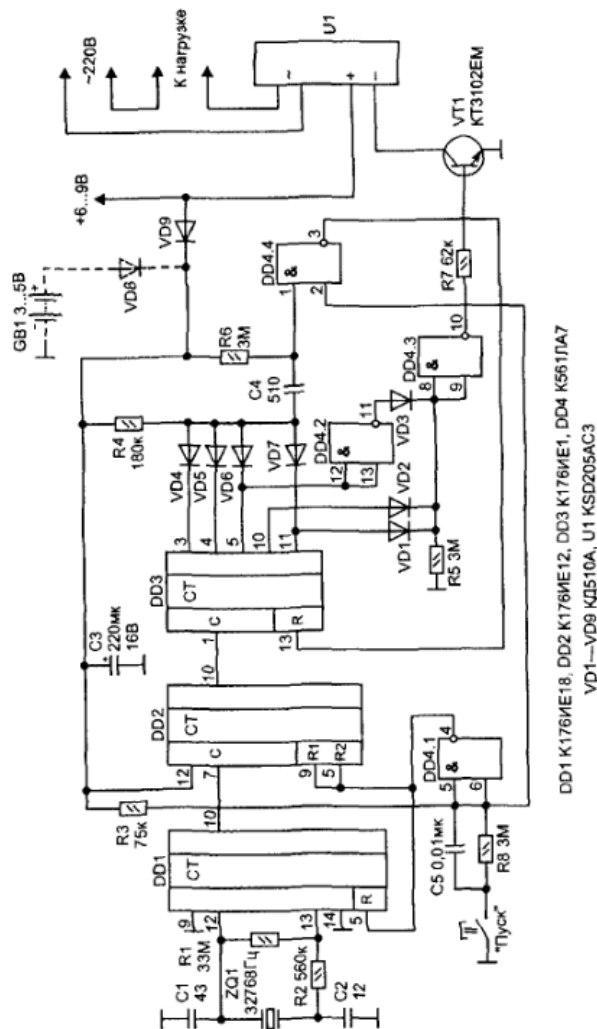 ~220В
К нагрузке
U1
~
+
−
+6...9В
GB1 3...5В
+
VD8
VD9
VT1
КТ3102ЕМ
R6
3М
R4
180к
C4
510
VD4
VD5
VD6
VD7
&
1
2
3
DD4.4
R7 62к
&
12
13
11
DD4.2
VD3
&
8
9
10
DD4.3
VD1
VD2
R5 3М
C3
+
220мк
16В
DD3
CT
C
R
1
13
3
4
5
10
11
DD2
CT
C
R1
R2
12
7
9
5
10
R3
75к
DD1
CT
R
9
12
13
14
5
10
C1
43
R1
33М
ZQ1
32768Гц
R2 560к
C2
12
&
5
6
4
DD4.1
C5 0,01мк
R8 3М
"Пуск"
DD1 К176ИЕ18, DD2 К176ИЕ12, DD3 К176ИЕ1, DD4 К561ЛА7
VD1—VD9 КД510А, U1 KSD205AC3